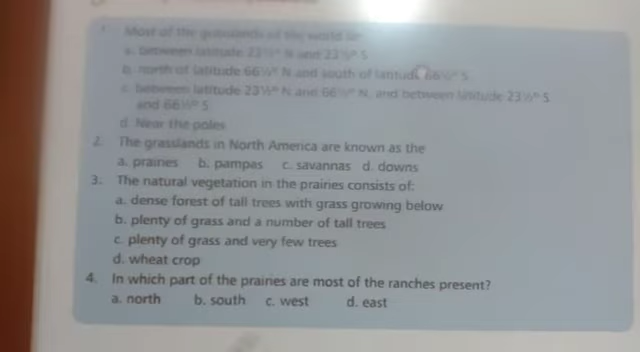 1. Most of the grasslands of the world lie
a. between latitude 23½° N and 23½° S
b. north of latitude 66½° N and south of latitude 66½° S
c. between latitude 23½° N and 66½° N, and between latitude 23½° S
and 66½° S
d. Near the poles
2. The grasslands in North America are known as the
a. prairies b. pampas c. savannas d. downs
3. The natural vegetation in the prairies consists of:
a. dense forest of tall trees with grass growing below
b. plenty of grass and a number of tall trees
c. plenty of grass and very few trees
d. wheat crop
4. In which part of the prairies are most of the ranches present?
a. north b. south c. west d. east